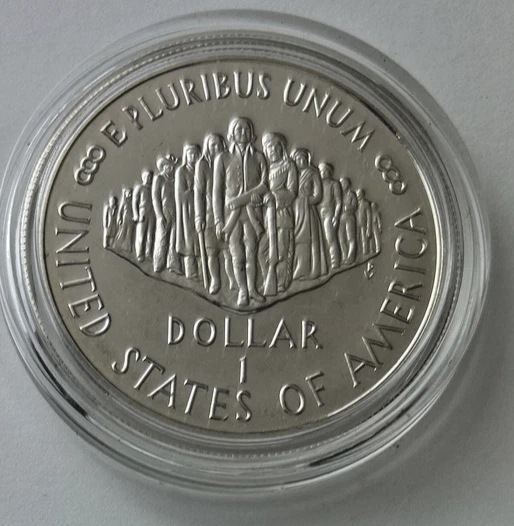 E PLURIBUS UNUM
DOLLAR
1
UNITED STATES OF AMERICA